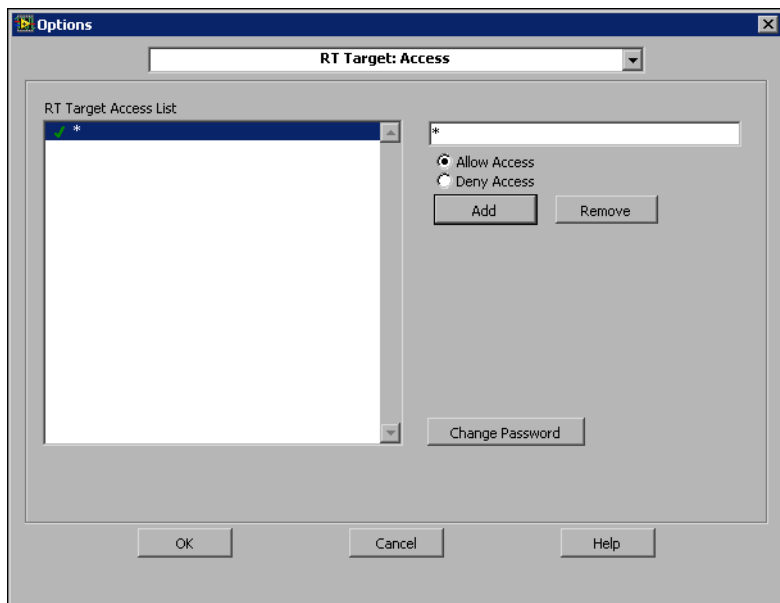 Options
RT Target: Access
RT Target Access List
*
*
Allow Access
Deny Access
Add
Remove
Change Password
OK
Cancel
Help